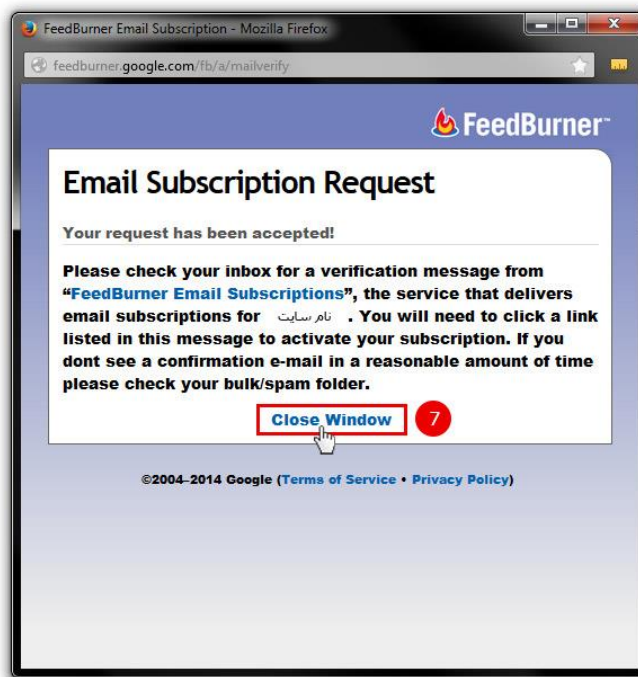 FeedBurner Email Subscription - Mozilla Firefox
feedburner.google.com/fb/a/mailverify
FeedBurner™
Email Subscription Request
Your request has been accepted!
Please check your inbox for a verification message from
“FeedBurner Email Subscriptions”, the service that delivers
email subscriptions for نام سایت . You will need to click a link
listed in this message to activate your subscription. If you
dont see a confirmation e-mail in a reasonable amount of time
please check your bulk/spam folder.
Close Window 7
©2004–2014 Google (Terms of Service • Privacy Policy)